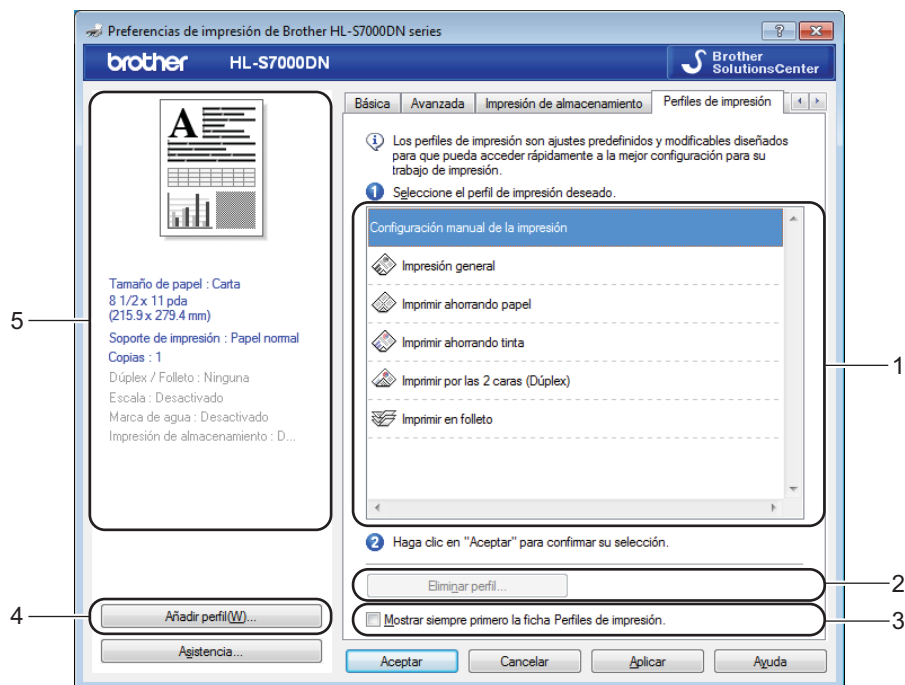 Preferencias de impresión de Brother HL-S7000DN series
brother HL-S7000DN
Brother
SolutionsCenter
A
Tamaño de papel : Carta
8 1/2 x 11 pda
(215.9 x 279.4 mm)
Soporte de impresión : Papel normal
Copias : 1
Dúplex / Folleto : Ninguna
Escala : Desactivado
Marca de agua : Desactivado
Impresión de almacenamiento : D...
5
Añadir perfil(W)...
4
Asistencia...
Básica Avanzada Impresión de almacenamiento Perfiles de impresión
Los perfiles de impresión son ajustes predefinidos y modificables diseñados
para que pueda acceder rápidamente a la mejor configuración para su
trabajo de impresión.
1 Seleccione el perfil de impresión deseado.
Configuración manual de la impresión
Impresión general
Imprimir ahorrando papel
Imprimir ahorrando tinta
Imprimir por las 2 caras (Dúplex)
Imprimir en folleto
1
2 Haga clic en "Aceptar" para confirmar su selección.
Eliminar perfil...
2
Mostrar siempre primero la ficha Perfiles de impresión.
3
Aceptar Cancelar Aplicar Ayuda